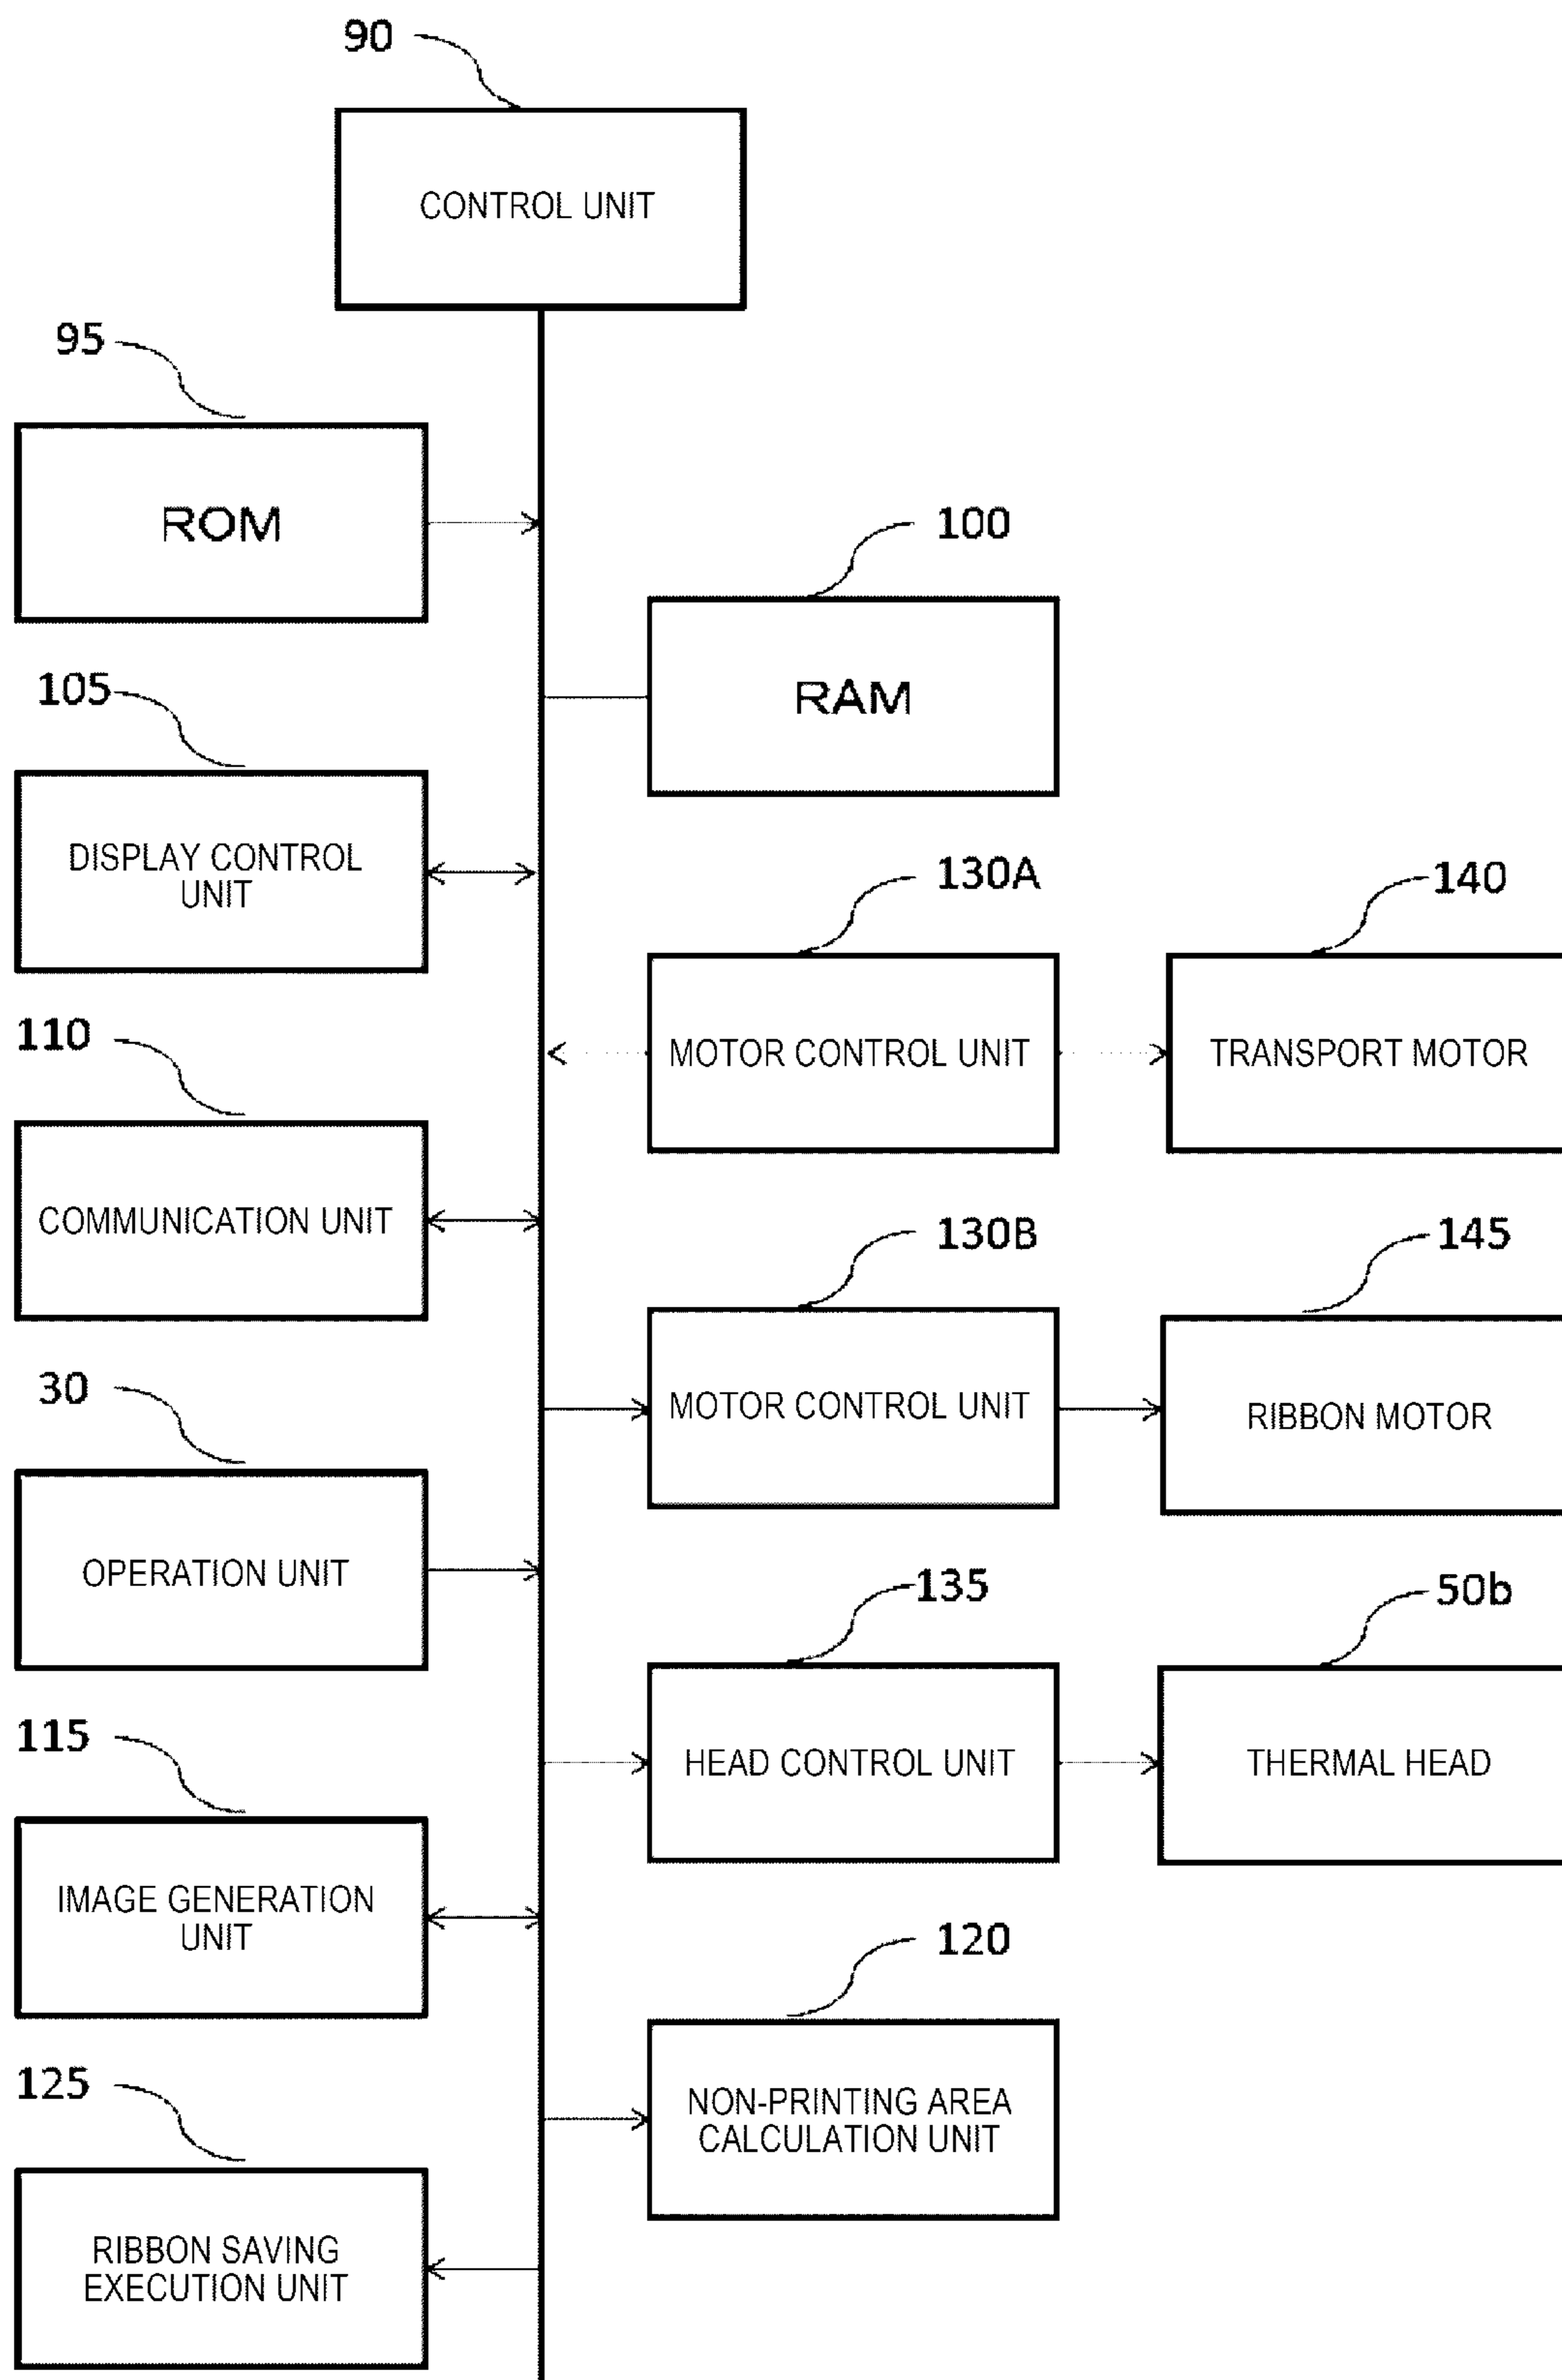 90
CONTROL UNIT
95
ROM
100
RAM
105
DISPLAY CONTROL
UNIT
130A
140
MOTOR CONTROL UNIT
TRANSPORT MOTOR
110
COMMUNICATION UNIT
130B
145
MOTOR CONTROL UNIT
RIBBON MOTOR
30
OPERATION UNIT
135
50b
HEAD CONTROL UNIT
THERMAL HEAD
115
IMAGE GENERATION
UNIT
120
NON-PRINTING AREA
CALCULATION UNIT
125
RIBBON SAVING
EXECUTION UNIT